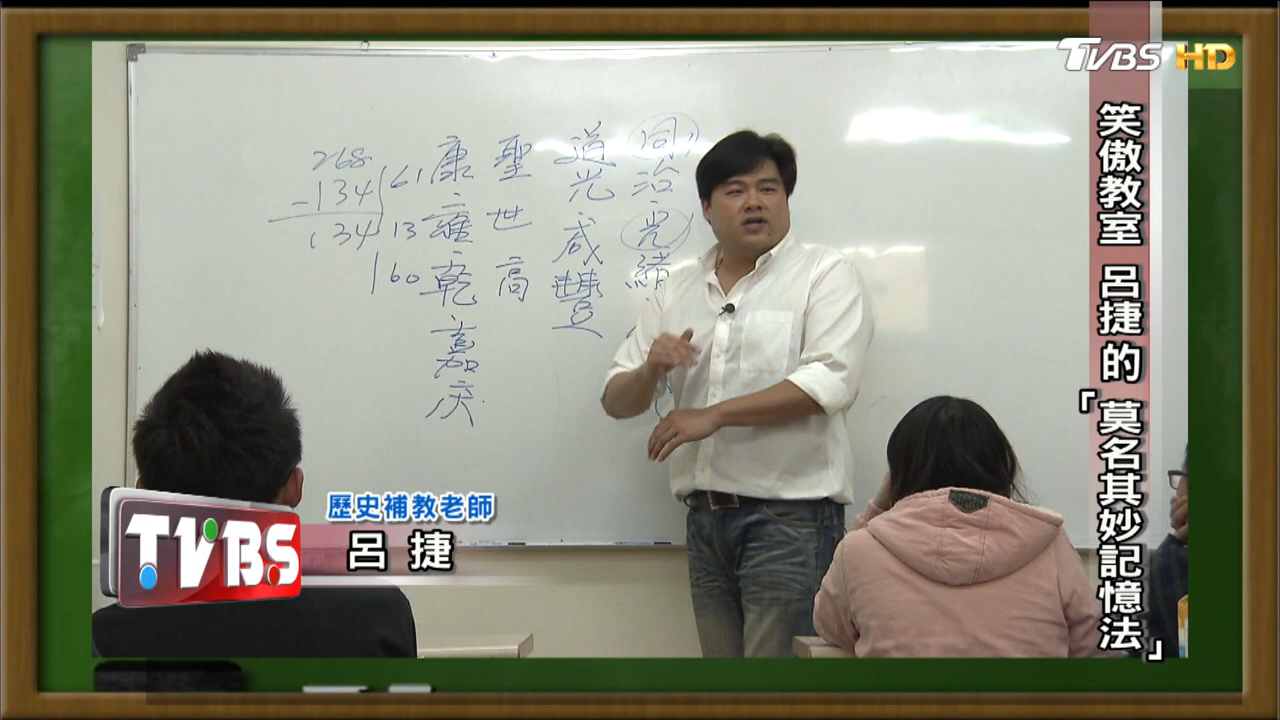 TVBS HD
笑傲教室 呂捷的「莫名其妙記憶法」
同治
光緒
道光
咸豐
聖
世
高
康
雍
乾
嘉慶
61
13
60
268
-134
134
歷史補教老師
呂捷
TVBS